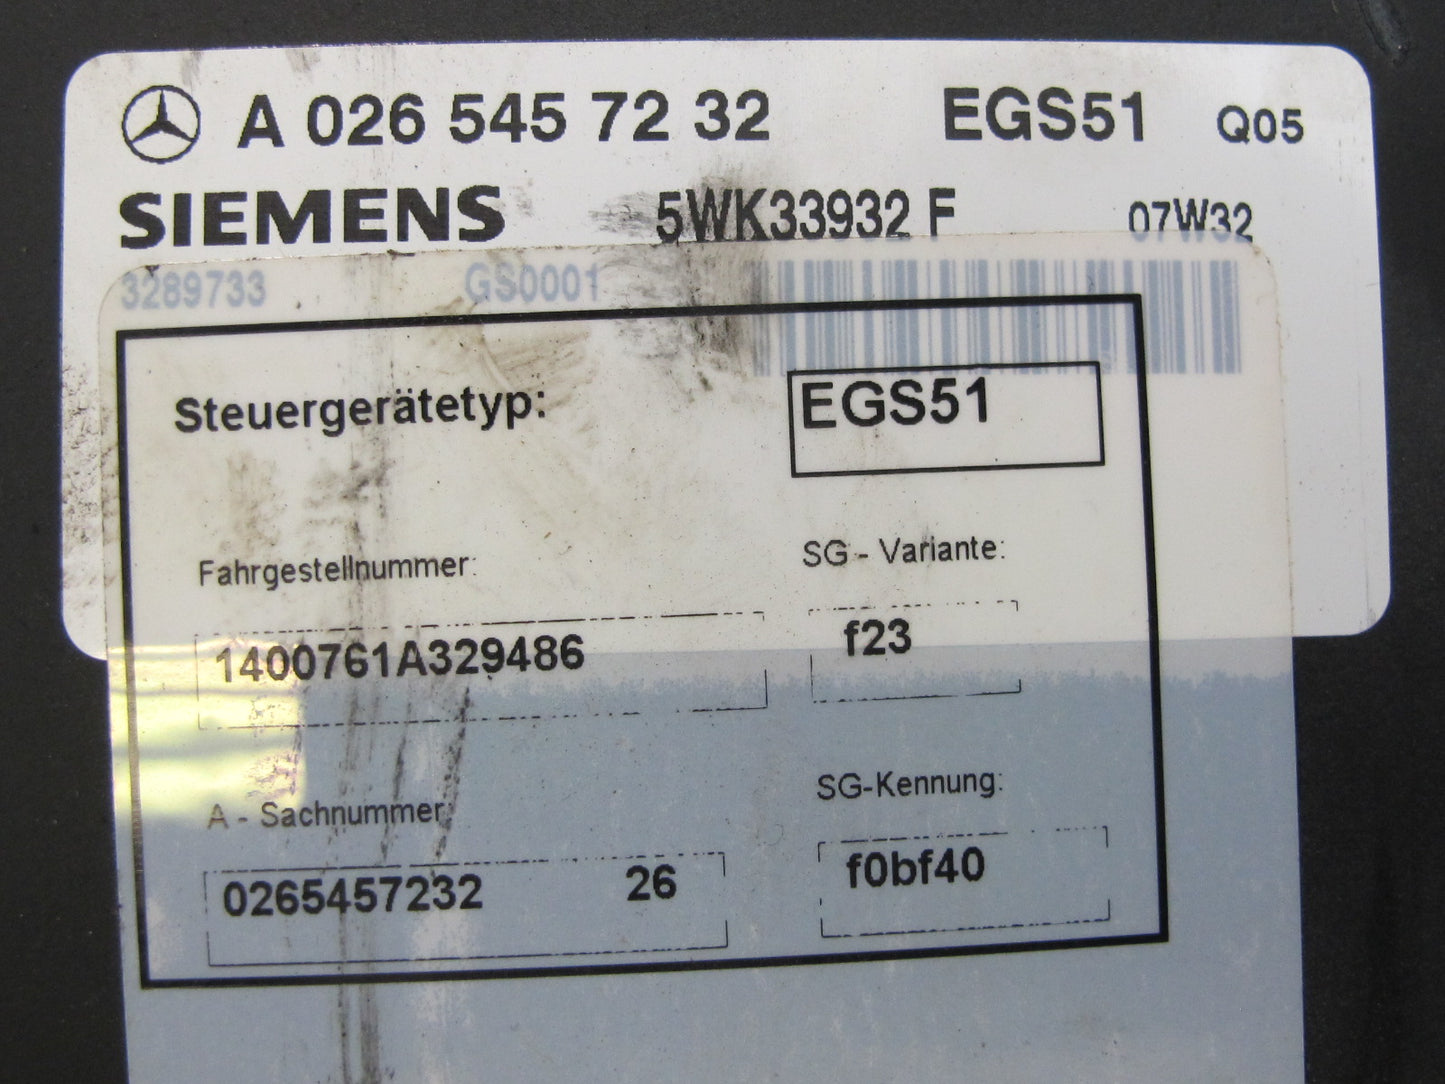 A 026 545 72 32 EGS51 Q05
SIEMENS 5WK33932 F 07W32
3289733 GS0001
Steuergerätetyp: EGS51
Fahrgestellnummer: SG - Variante:
1400761A329486 f23
A - Sachnummer: SG-Kennung:
0265457232 26 f0bf40